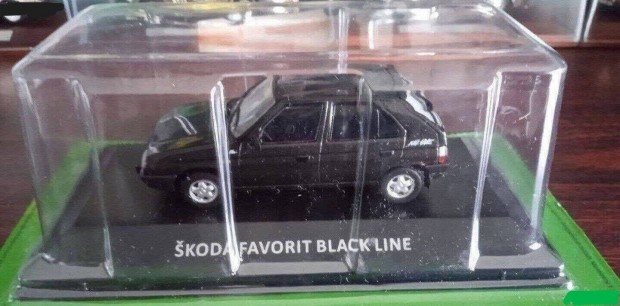 ŠKODA FAVORIT BLACK LINE